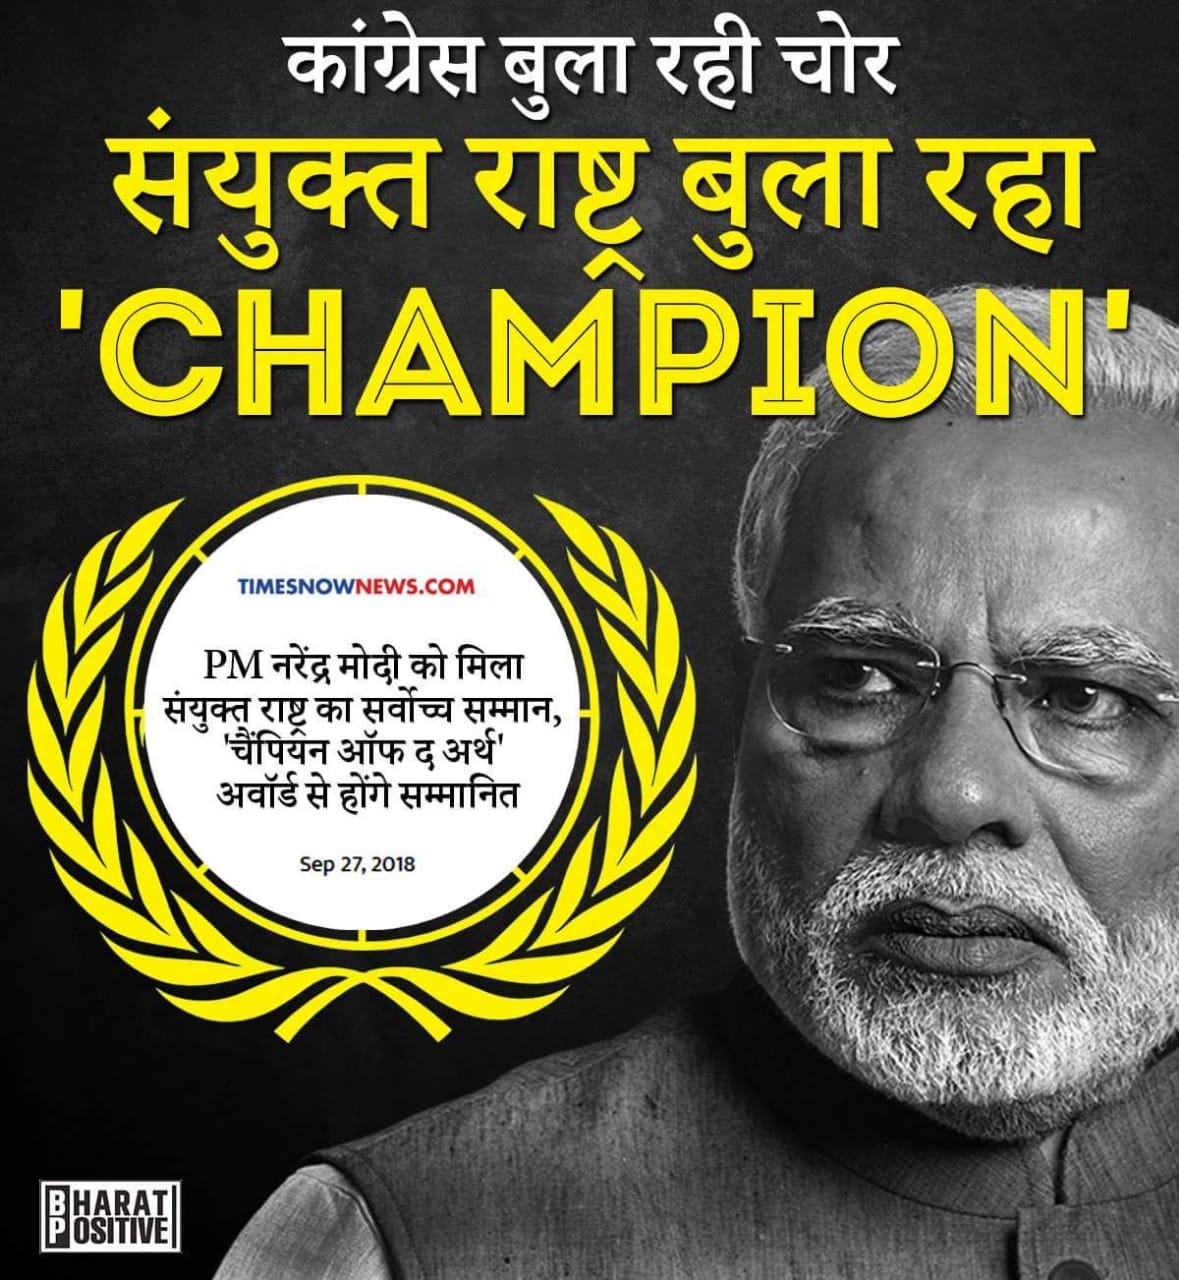 कांग्रेस बुला रही चोर
संयुक्त राष्ट्र बुला रहा
'CHAMPION'
TIMESNOWNEWS.COM
PM नरेंद्र मोदी को मिला
संयुक्त राष्ट्र का सर्वोच्च सम्मान,
'चैंपियन ऑफ द अर्थ'
अवॉर्ड से होंगे सम्मानित
Sep 27, 2018
BHARAT
POSITIVE